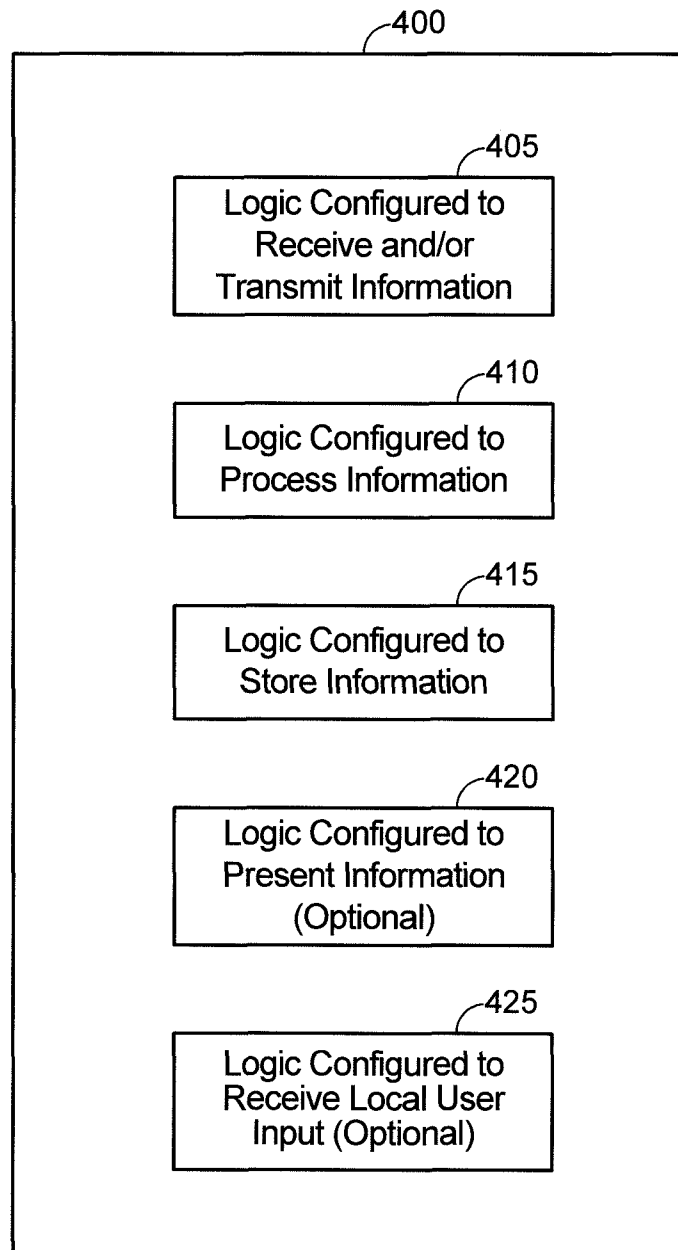 400
405
Logic Configured to
Receive and/or
Transmit Information
410
Logic Configured to
Process Information
415
Logic Configured to
Store Information
420
Logic Configured to
Present Information
(Optional)
425
Logic Configured to
Receive Local User
Input (Optional)